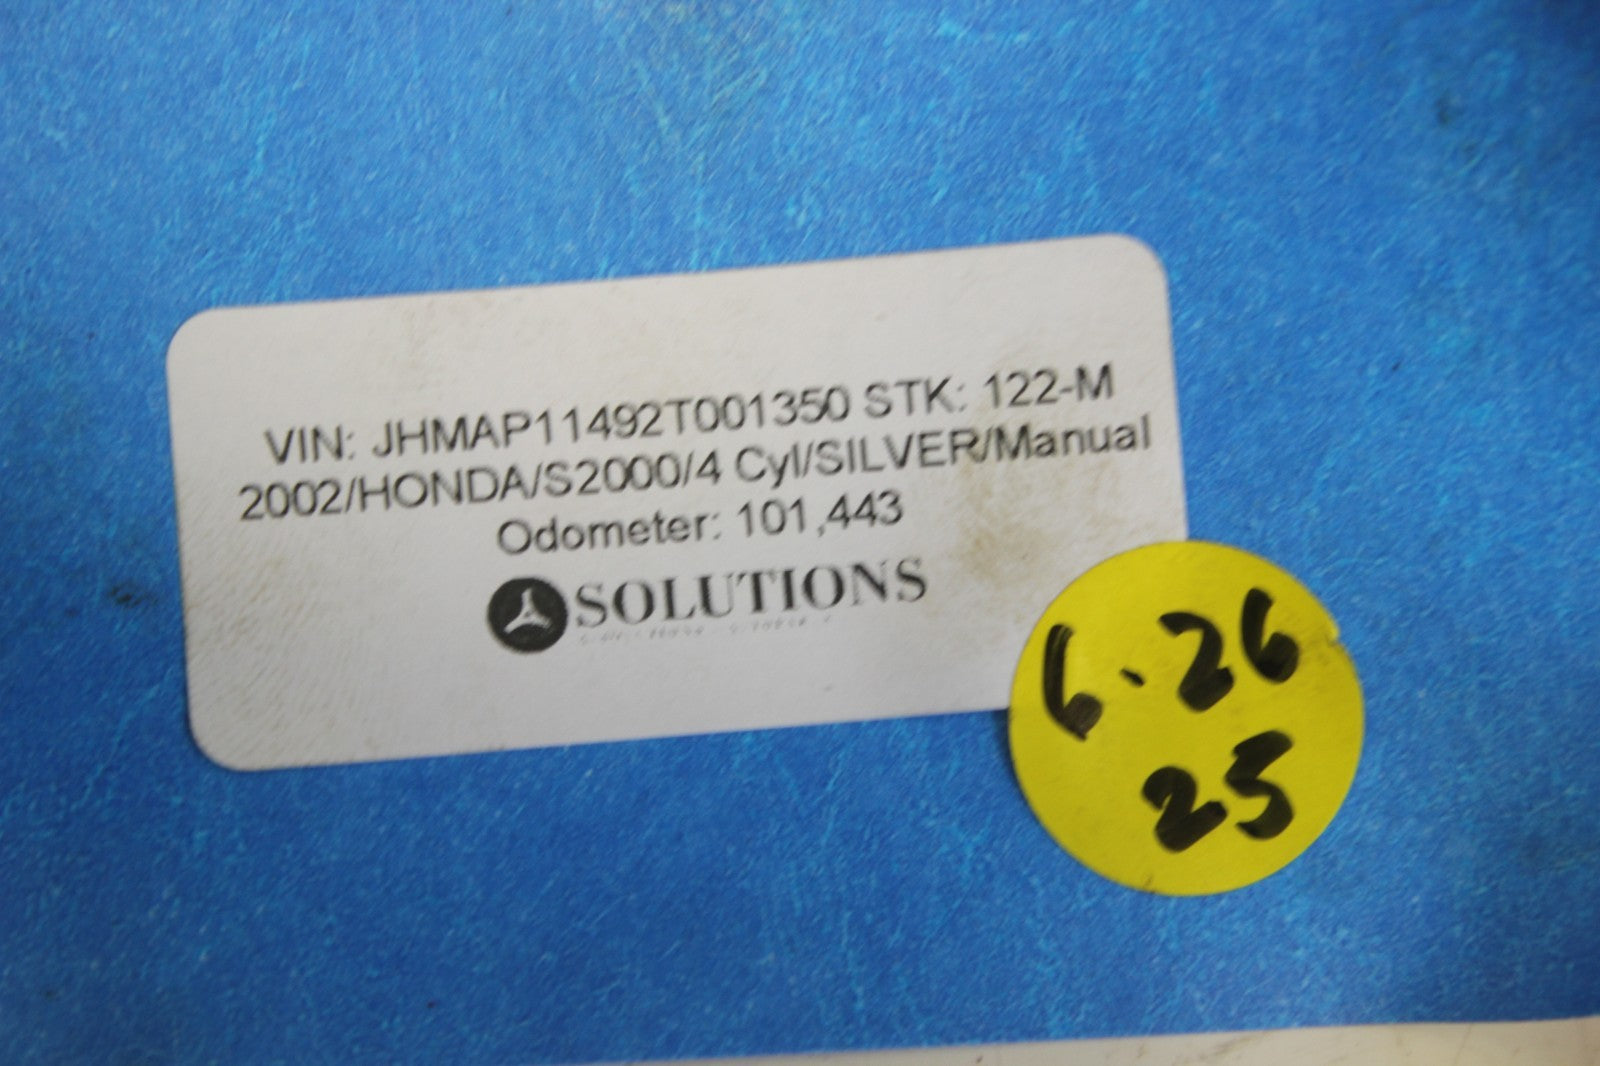 VIN: JHMAP11492T001350 STK: 122-M
2002/HONDA/S2000/4 Cyl/SILVER/Manual
Odometer: 101,443
SOLUTIONS
6.26
25